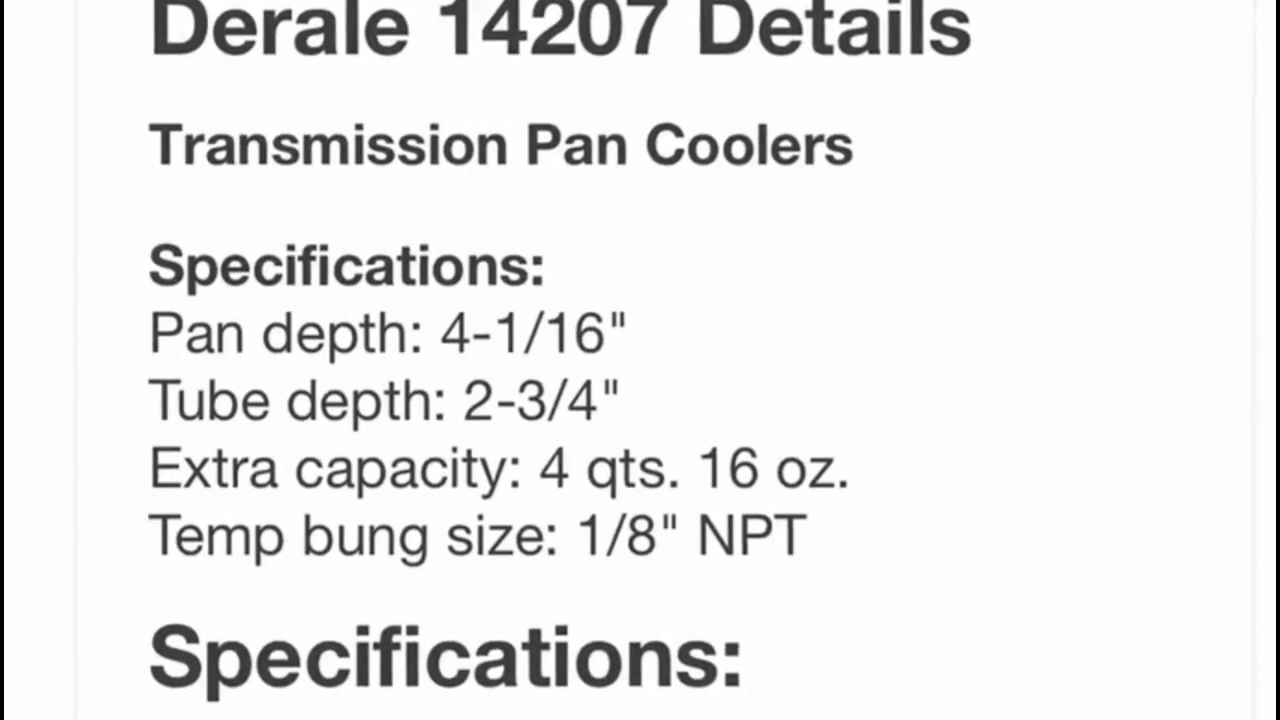 Derale 14207 Details
Transmission Pan Coolers
Specifications:
Pan depth: 4-1/16"
Tube depth: 2-3/4"
Extra capacity: 4 qts. 16 oz.
Temp bung size: 1/8" NPT
Specifications: